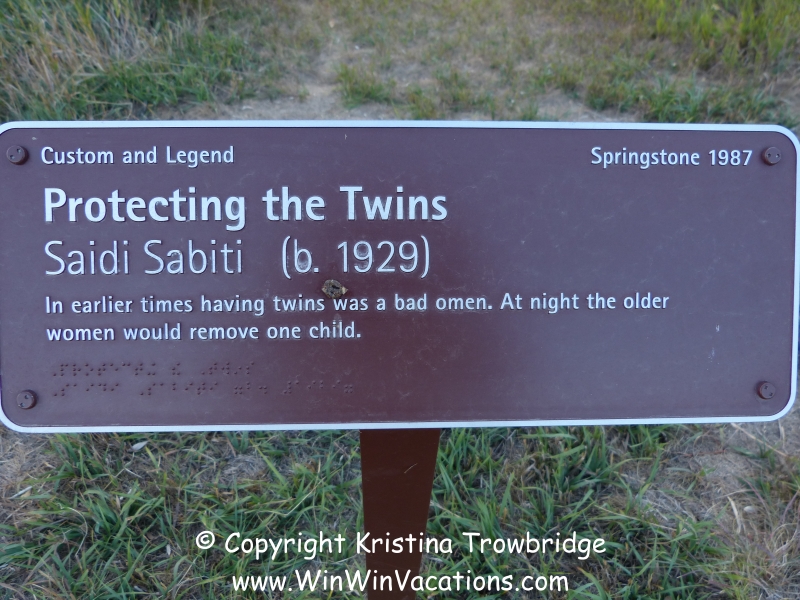 Custom and Legend
Springstone 1987
Protecting the Twins
Saidi Sabiti (b. 1929)
In earlier times having twins was a bad omen. At night the older
women would remove one child.
© Copyright Kristina Trowbridge
www.WinWinVacations.com